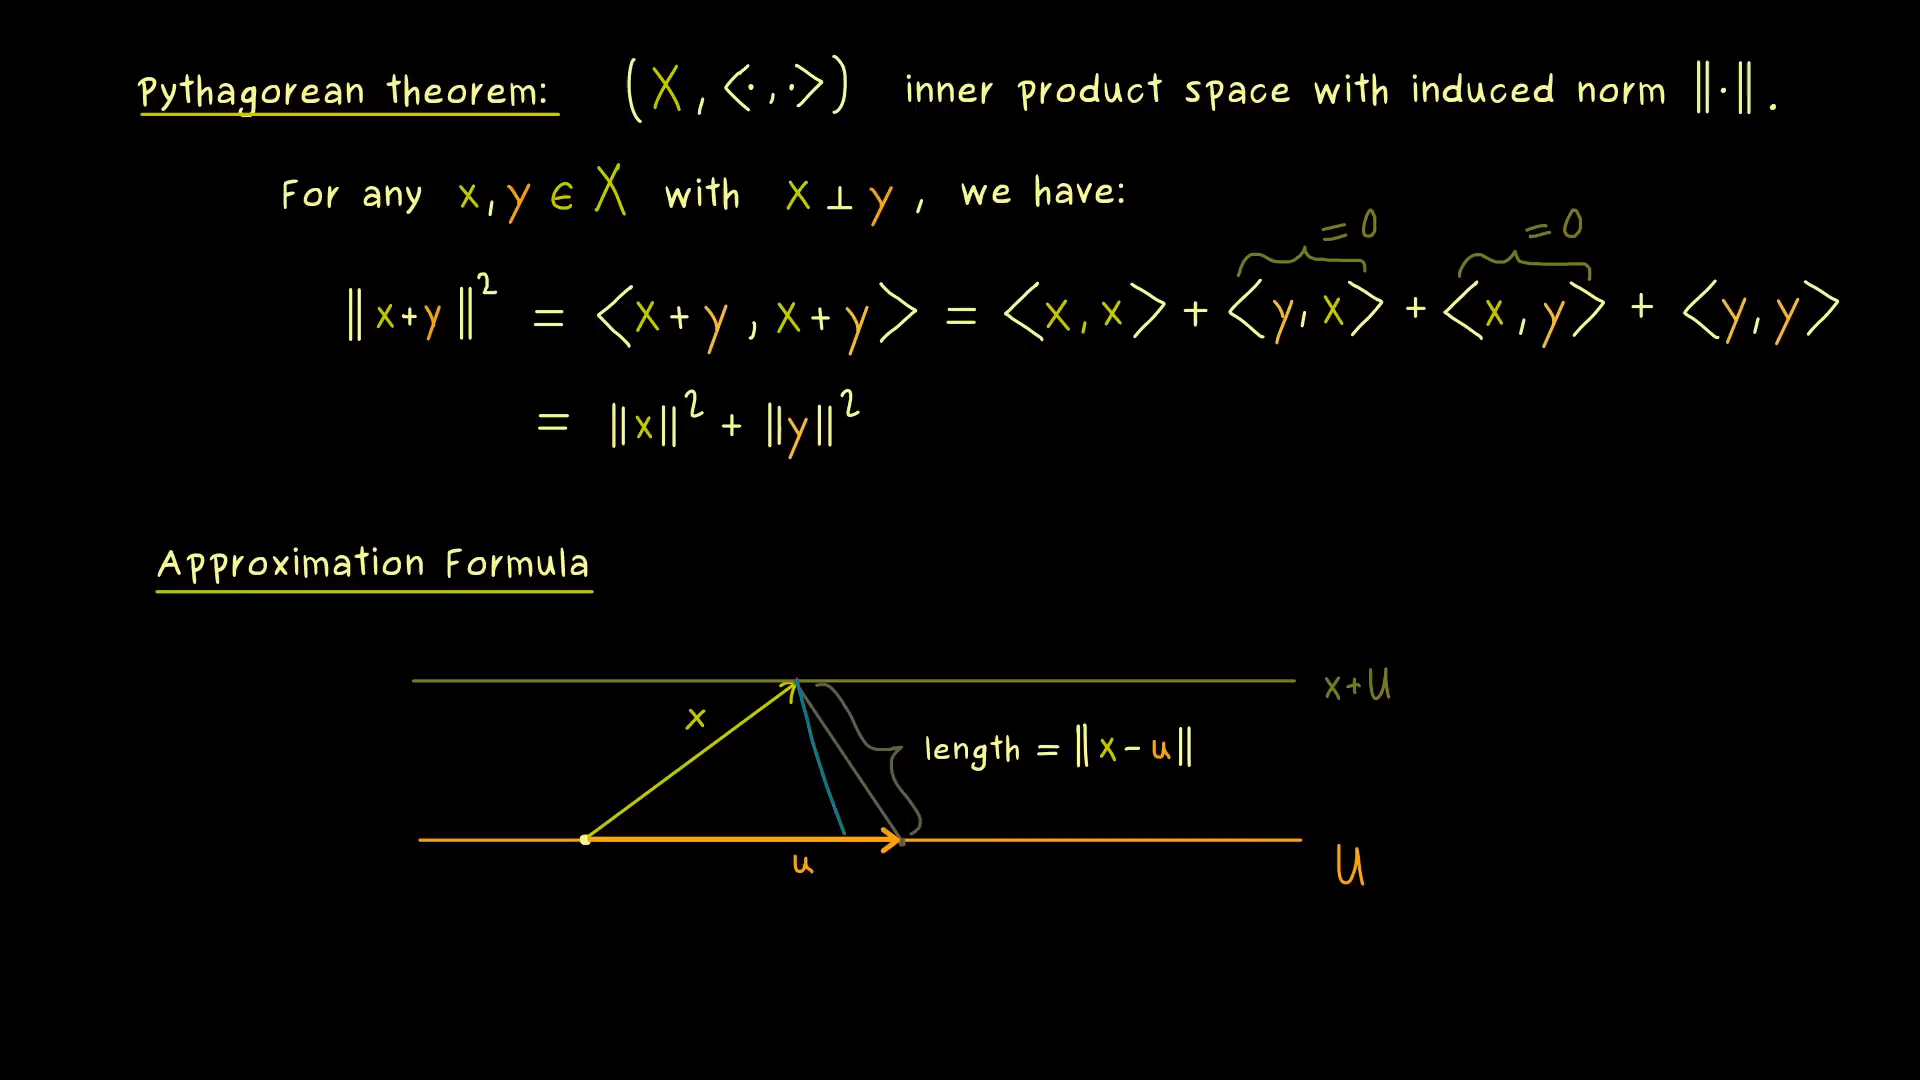 Pythagorean theorem: (X, <·,·>) inner product space with induced norm ‖·‖.
For any x, y ∈ X with x ⊥ y, we have:
=0 =0
‖x+y‖² = <x+y, x+y> = <x, x> + <y, x> + <x, y> + <y, y>
= ‖x‖² + ‖y‖²
Approximation Formula
x+U
x
length = ‖x-u‖
u
U